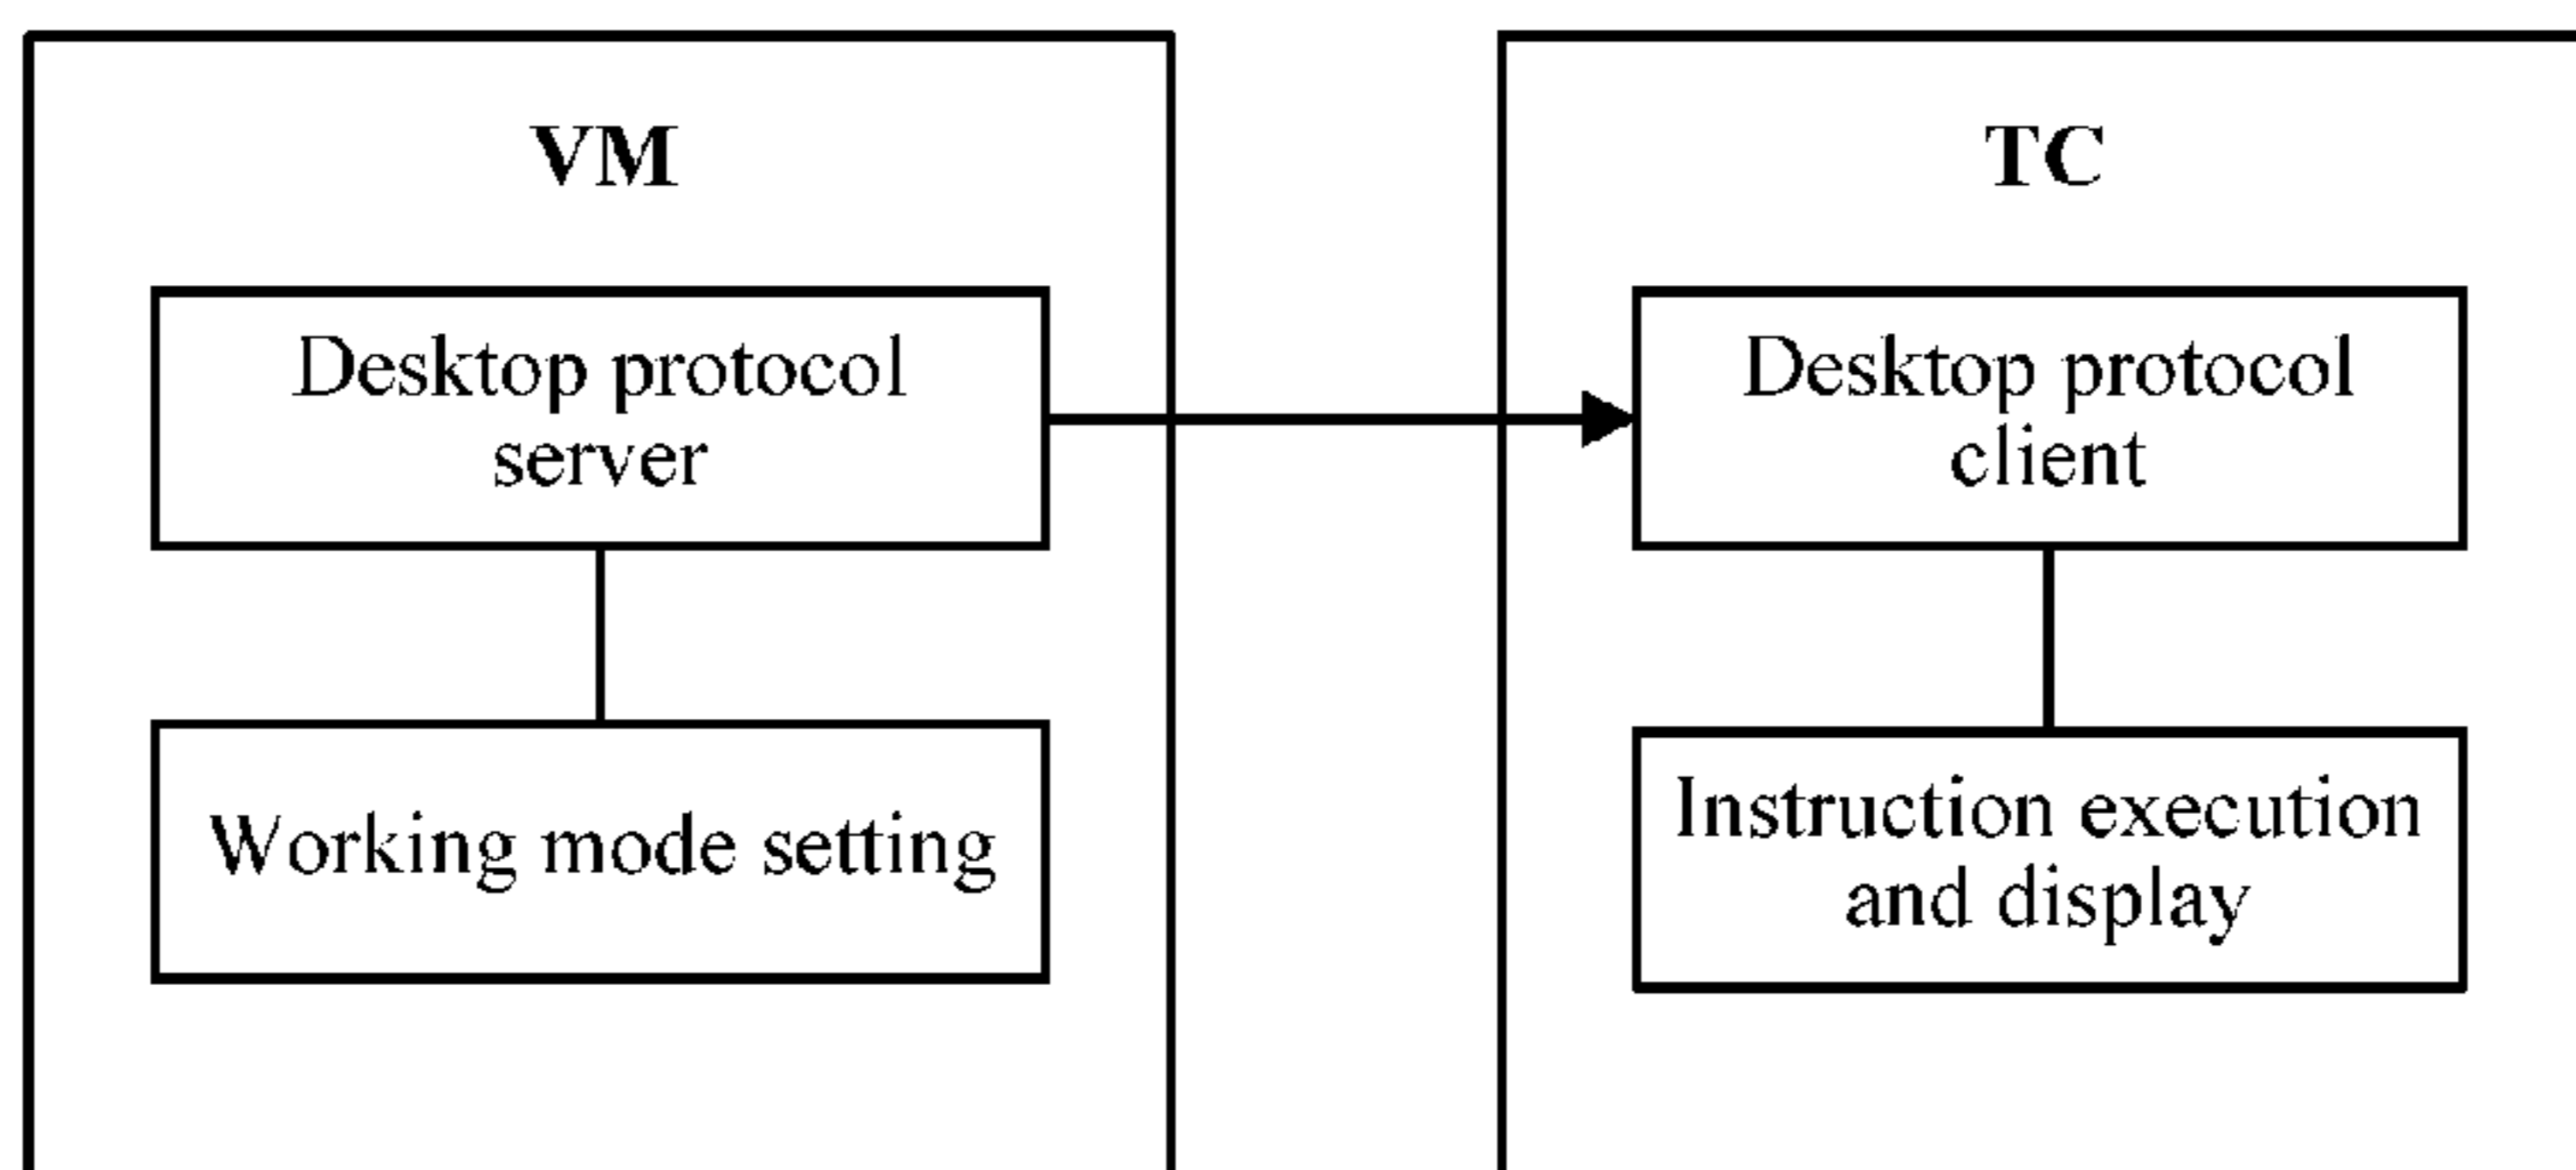 VM
Desktop protocol
server
Working mode setting
TC
Desktop protocol
client
Instruction execution
and display